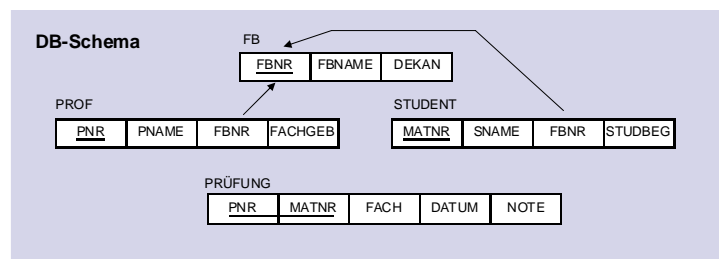 DB-Schema
FB
FBNR FBNAME DEKAN
PROF
PNR PNAME FBNR FACHGEB
STUDENT
MATNR SNAME FBNR STUDBEG
PRÜFUNG
PNR MATNR FACH DATUM NOTE